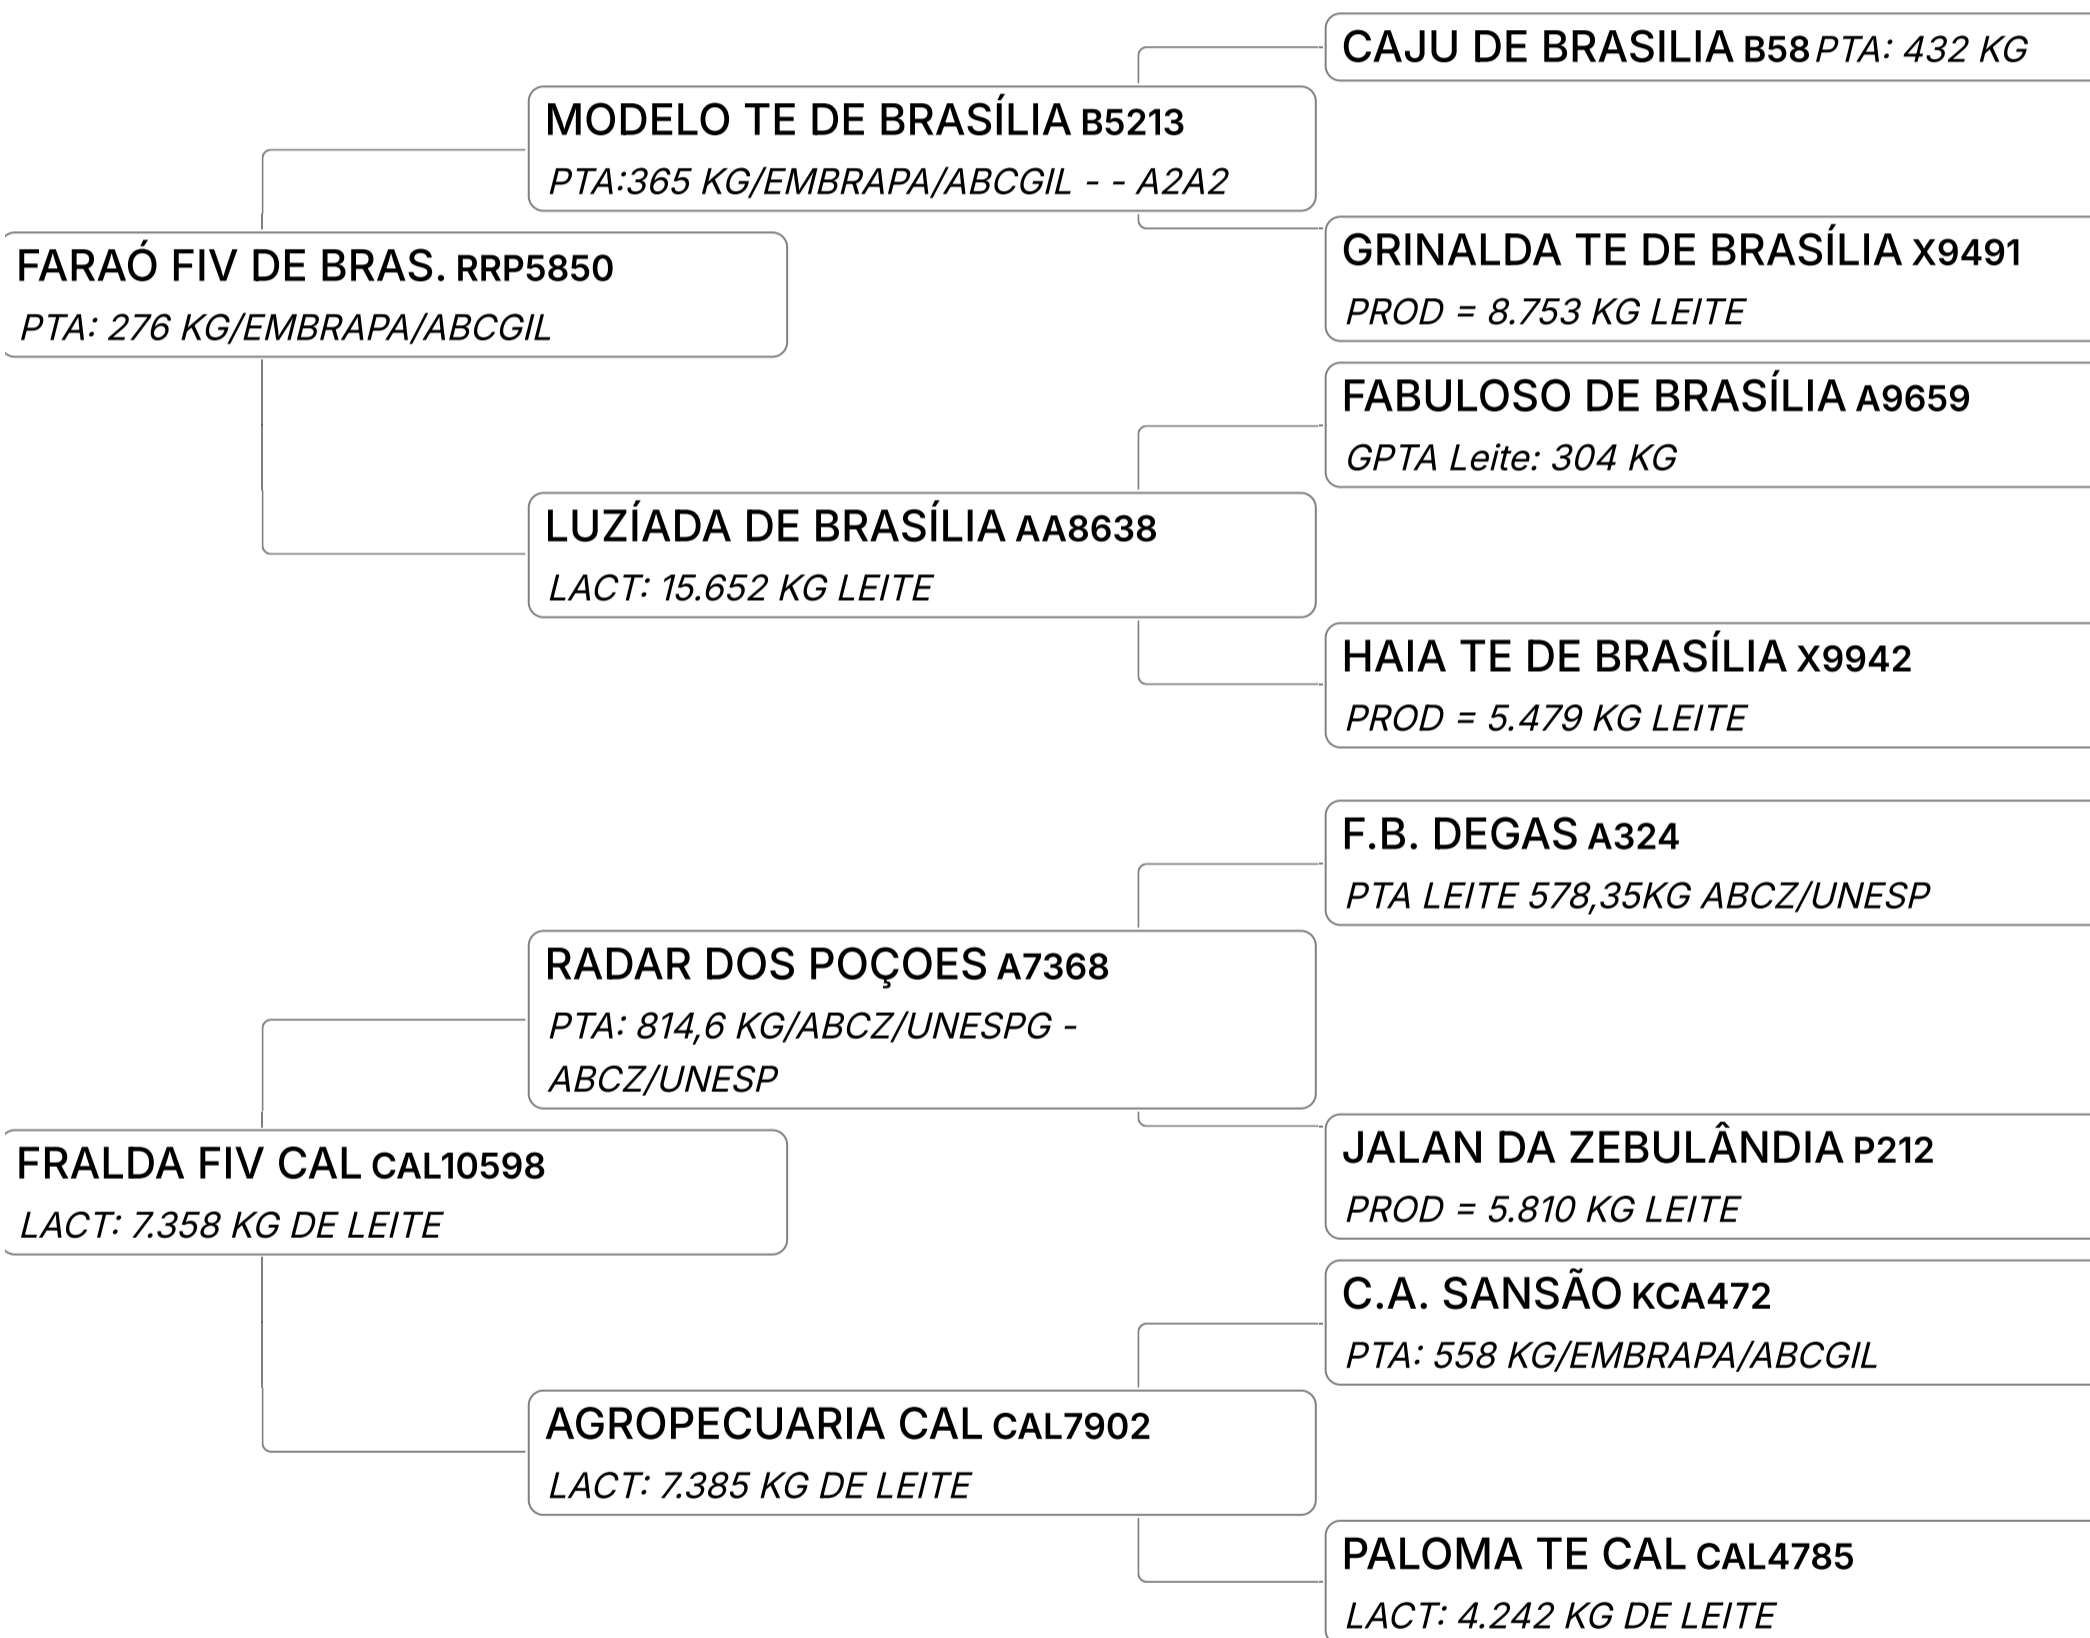 CAJU DE BRASILIA B58 PTA: 432 KG
MODELO TE DE BRASÍLIA B5213
PTA:365 KG/EMBRAPA/ABCGIL - - A2A2
GRINALDA TE DE BRASÍLIA X9491
PROD = 8.753 KG LEITE
FARAÓ FIV DE BRAS. RRP5850
PTA: 276 KG/EMBRAPA/ABCGIL
FABULOSO DE BRASÍLIA A9659
GPTA Leite: 304 KG
LUZÍADA DE BRASÍLIA AA8638
LACT: 15.652 KG LEITE
HAIA TE DE BRASÍLIA X9942
PROD = 5.479 KG LEITE
F.B. DEGAS A324
PTA LEITE 578,35KG ABCZ/UNESP
RADAR DOS POÇOES A7368
PTA: 814,6 KG/ABCZ/UNESPG -
ABCZ/UNESP
JALAN DA ZEBULÂNDIA P212
PROD = 5.810 KG LEITE
FRALDA FIV CAL CAL10598
LACT: 7.358 KG DE LEITE
C.A. SANSÃO KCA472
PTA: 558 KG/EMBRAPA/ABCGIL
AGROPECUARIA CAL CAL7902
LACT: 7.385 KG DE LEITE
PALOMA TE CAL CAL4785
LACT: 4.242 KG DE LEITE